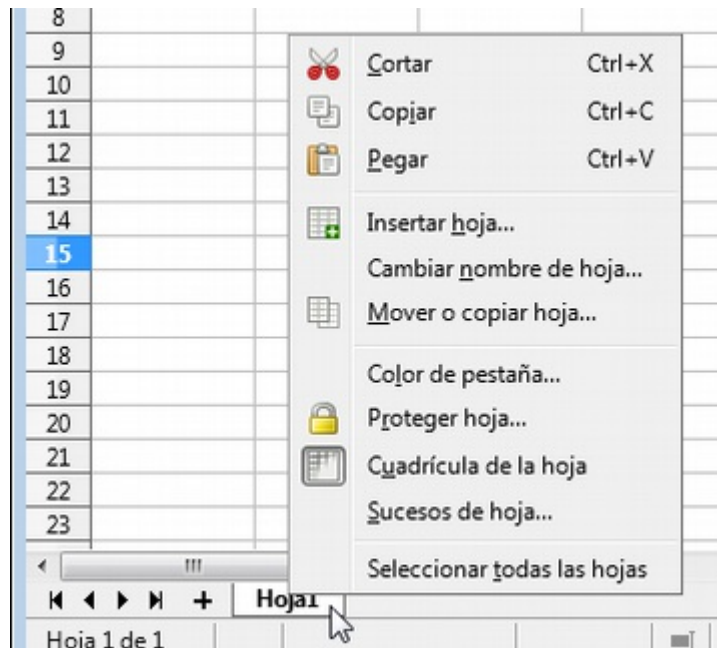 8
9
10
11
12
13
14
15
16
17
18
19
20
21
22
23
Cortar Ctrl+X
Copiar Ctrl+C
Pegar Ctrl+V
Insertar hoja...
Cambiar nombre de hoja...
Mover o copiar hoja...
Color de pestaña...
Proteger hoja...
Cuadrícula de la hoja
Sucesos de hoja...
Seleccionar todas las hojas
Hoja1
Hoja 1 de 1